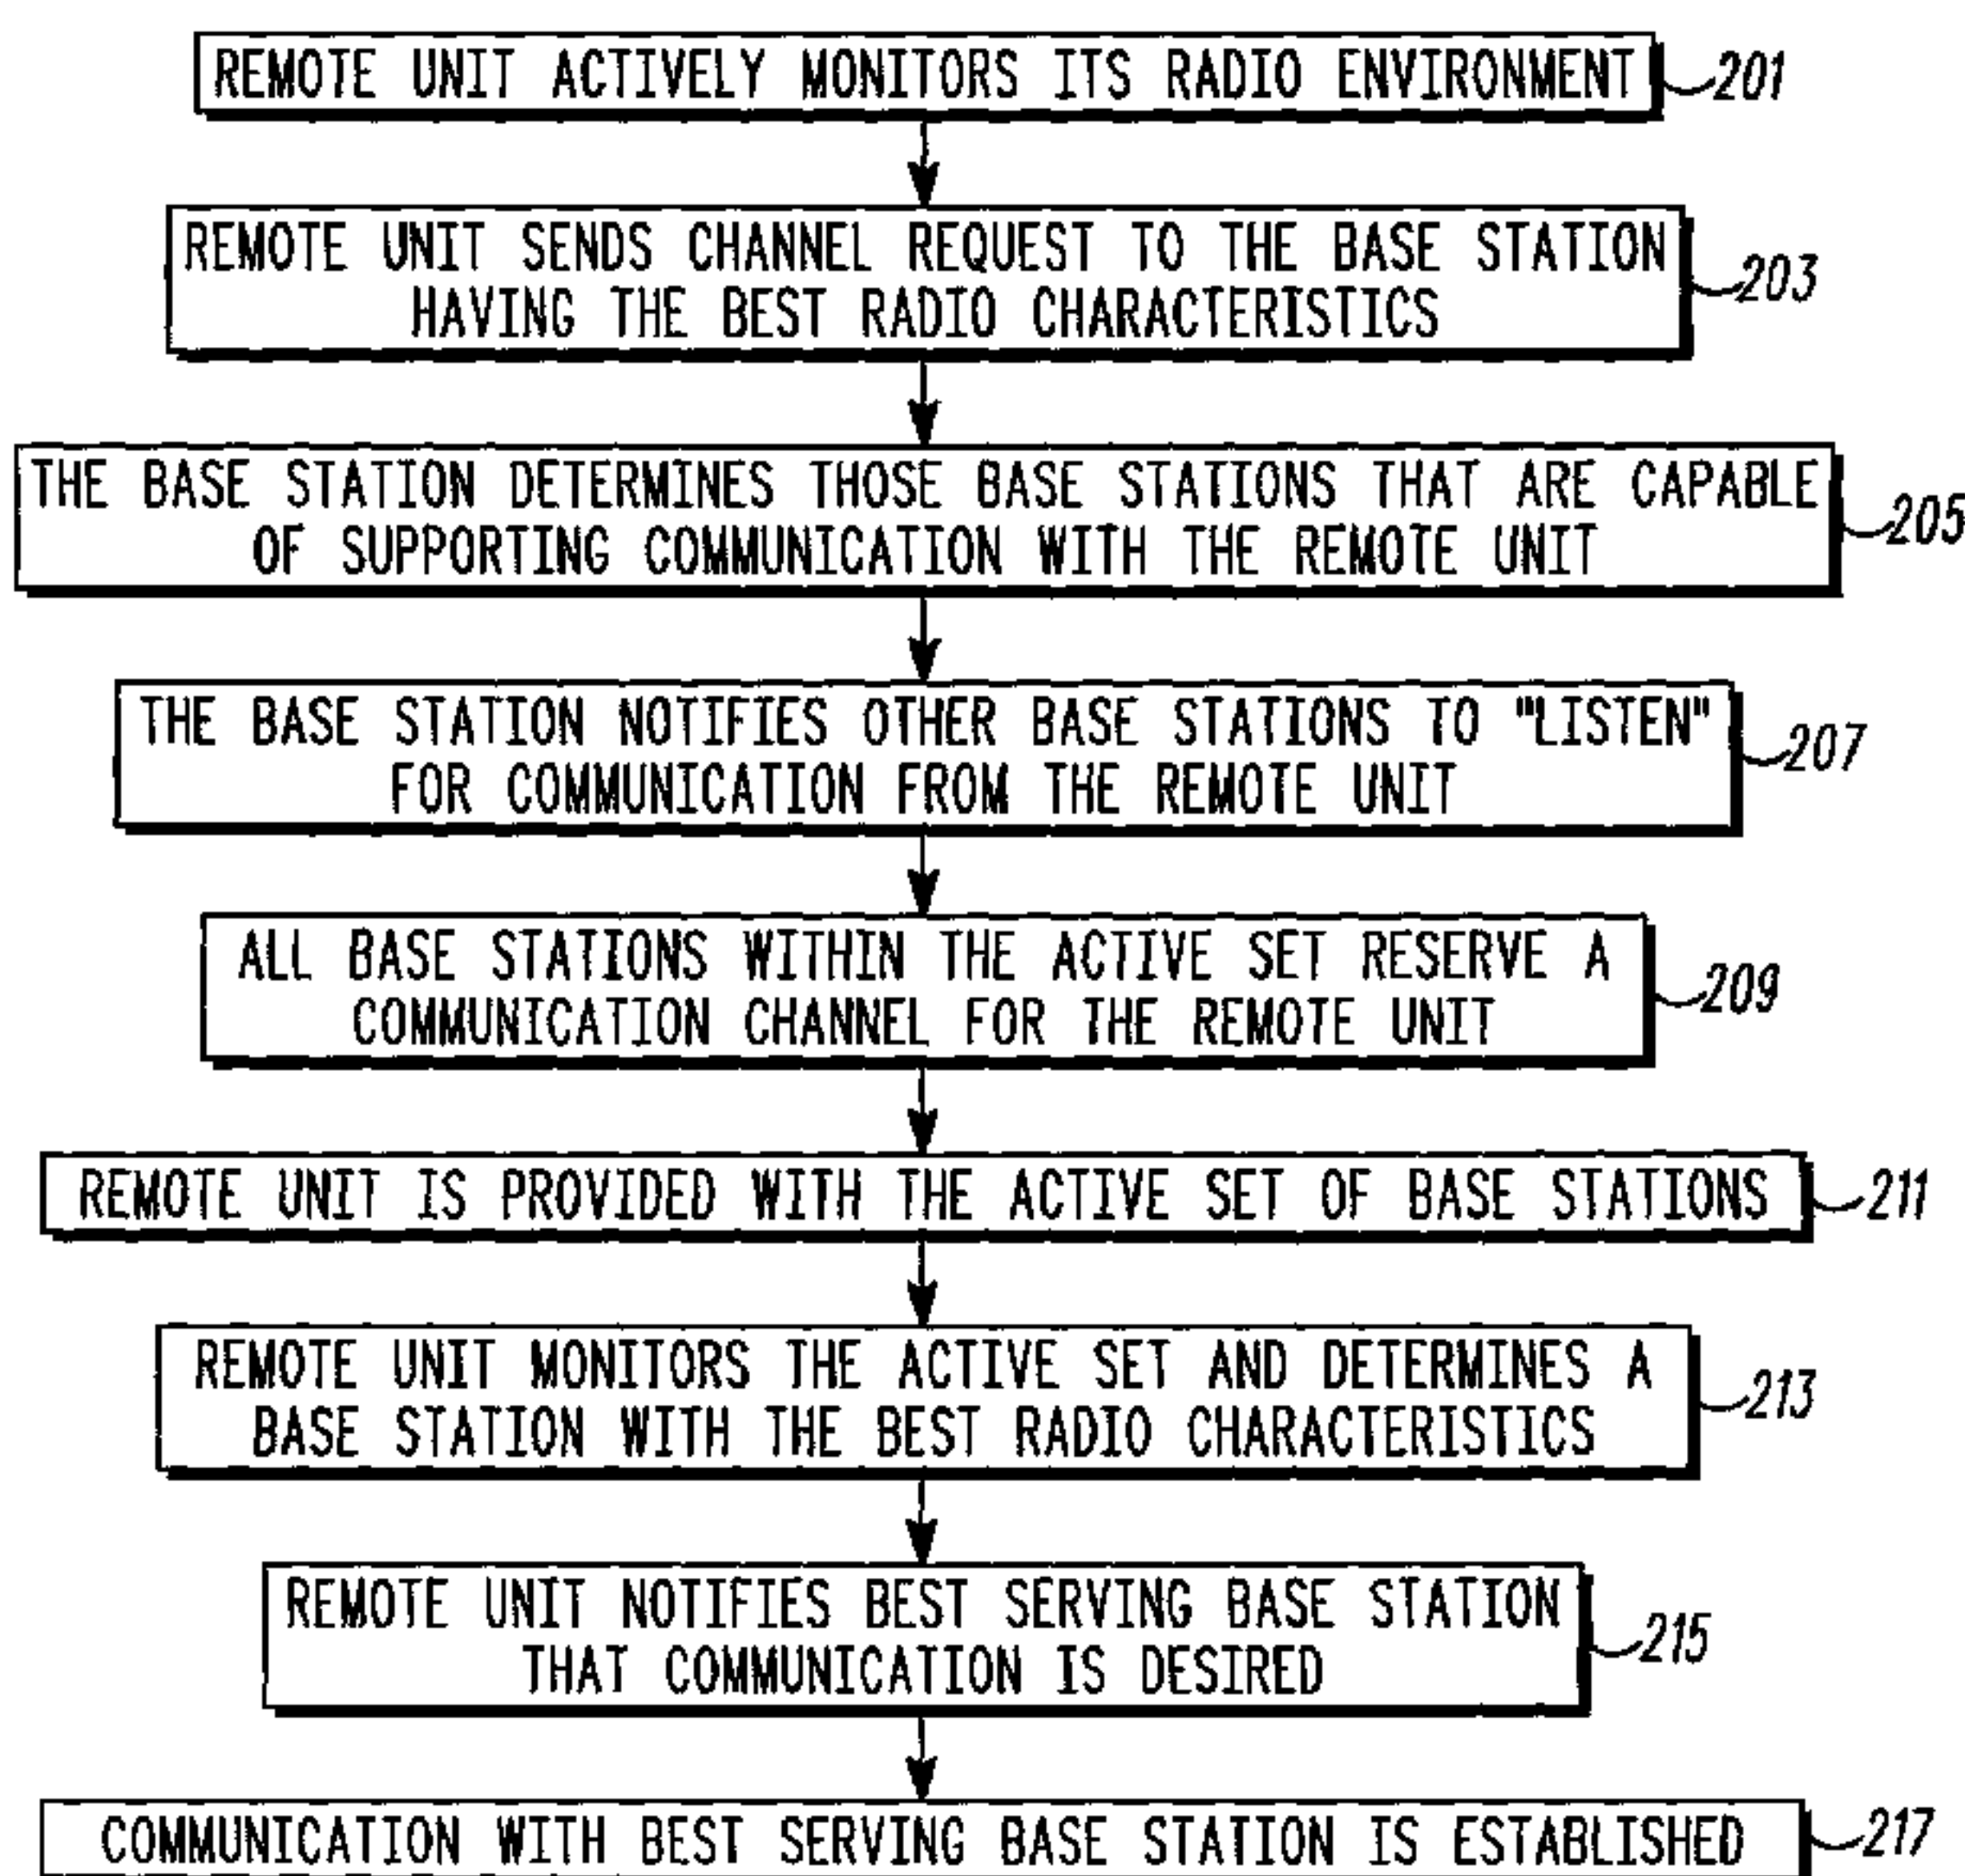 REMOTE UNIT ACTIVELY MONITORS ITS RADIO ENVIRONMENT 201
REMOTE UNIT SENDS CHANNEL REQUEST TO THE BASE STATION
HAVING THE BEST RADIO CHARACTERISTICS
203
THE BASE STATION DETERMINES THOSE BASE STATIONS THAT ARE CAPABLE
OF SUPPORTING COMMUNICATION WITH THE REMOTE UNIT
205
THE BASE STATION NOTIFIES OTHER BASE STATIONS TO "LISTEN"
FOR COMMUNICATION FROM THE REMOTE UNIT
207
ALL BASE STATIONS WITHIN THE ACTIVE SET RESERVE A
COMMUNICATION CHANNEL FOR THE REMOTE UNIT
209
REMOTE UNIT IS PROVIDED WITH THE ACTIVE SET OF BASE STATIONS 211
REMOTE UNIT MONITORS THE ACTIVE SET AND DETERMINES A
BASE STATION WITH THE BEST RADIO CHARACTERISTICS
213
REMOTE UNIT NOTIFIES BEST SERVING BASE STATION
THAT COMMUNICATION IS DESIRED
215
COMMUNICATION WITH BEST SERVING BASE STATION IS ESTABLISHED 217